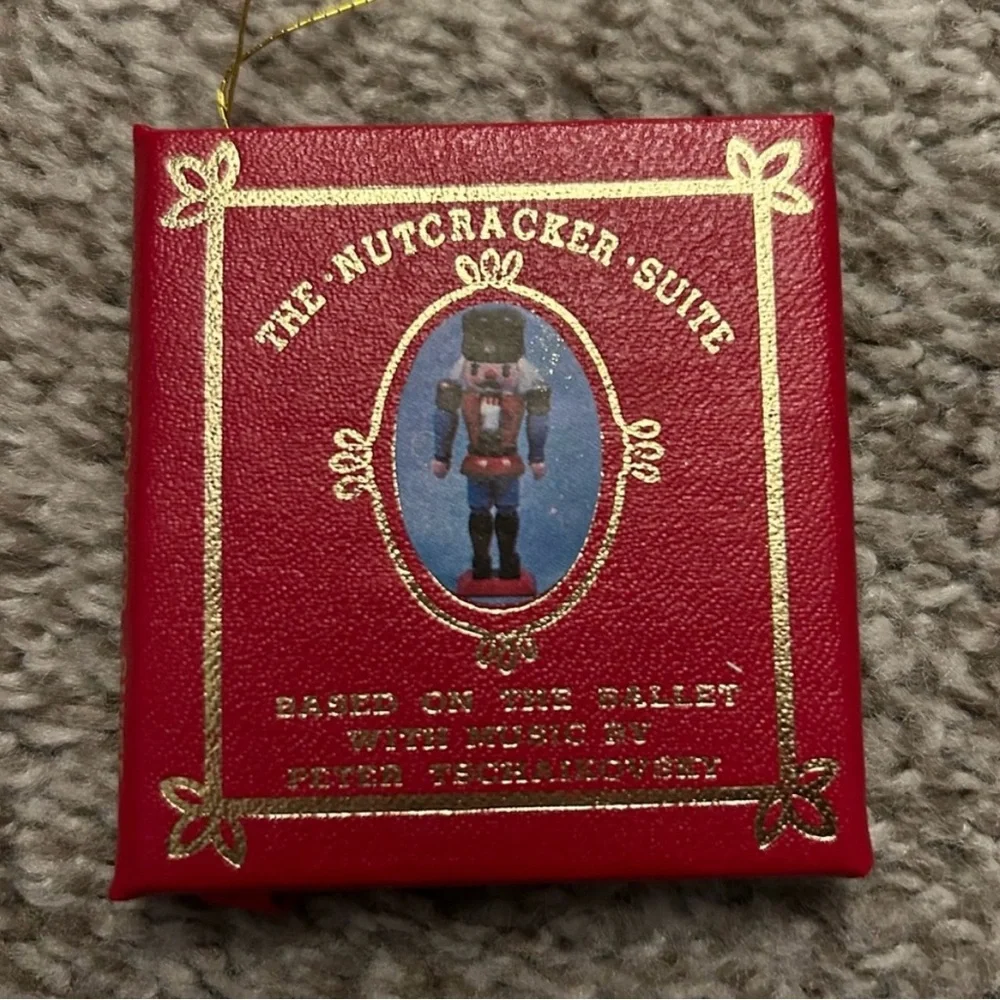 THE·NUTCRACKER·SUITE
BASED ON THE BALLET
WITH MUSIC BY
PETER TSCHAIKOVSKY